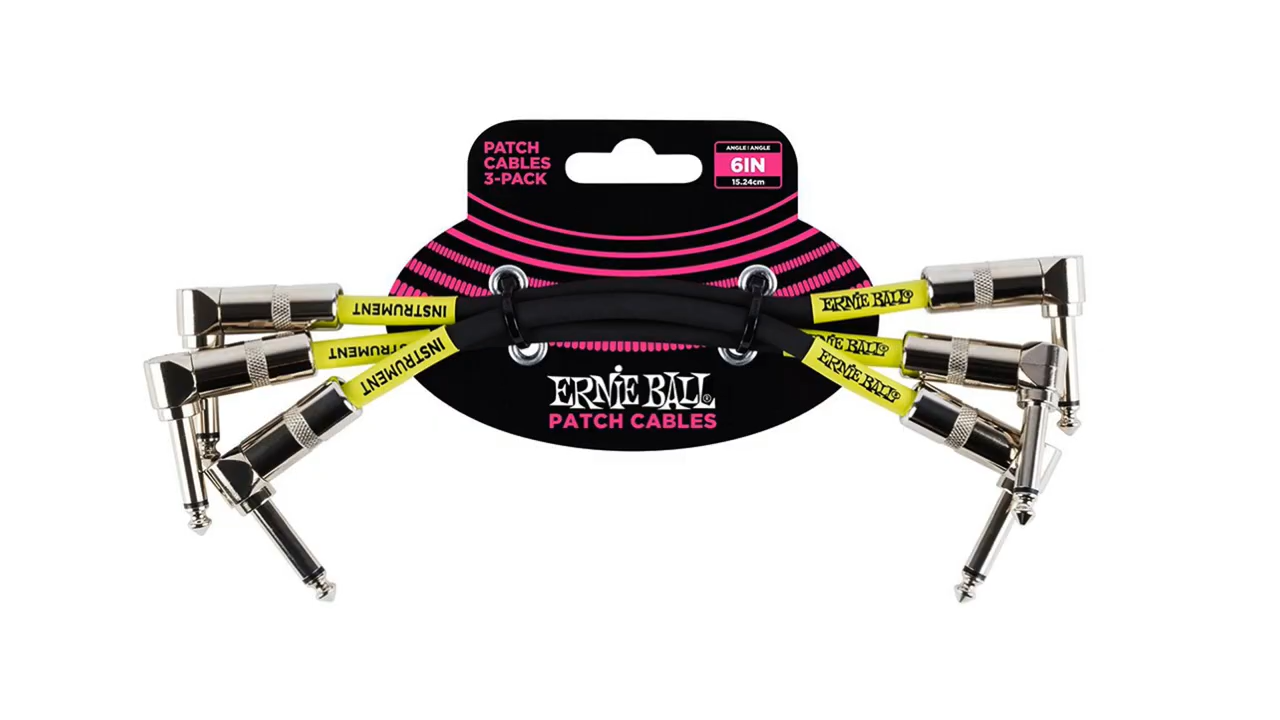 PATCH
CABLES
3-PACK
ANGLE | ANGLE
6IN
15.24cm
INSTRUMENT
INSTRUMENT
INSTRUMENT
ERNIE BALL®
ERNIE BALL®
ERNIE BALL®
ERNIE BALL®
PATCH CABLES